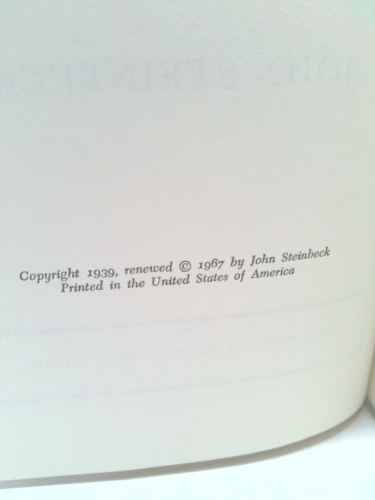 Copyright 1939, renewed © 1967 by John Steinbeck
Printed in the United States of America